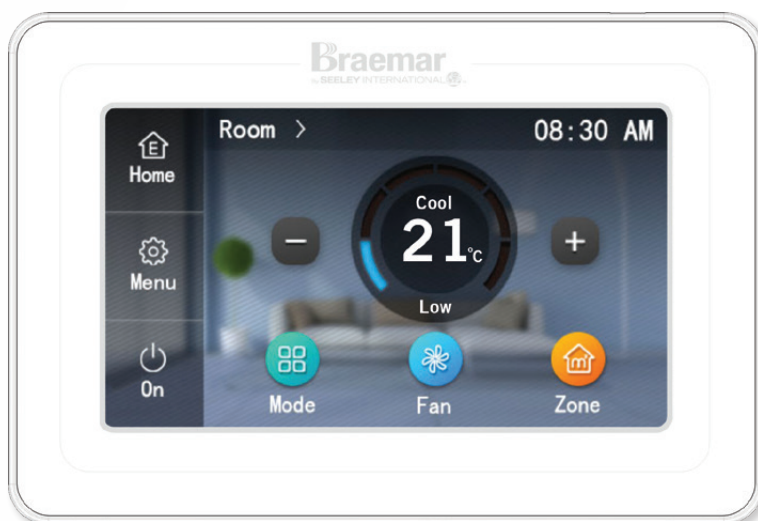 Braemar
by SEELEY INTERNATIONAL
Room >
08:30 AM
Home
Menu
On
Cool
21°C
Low
Mode
Fan
Zone